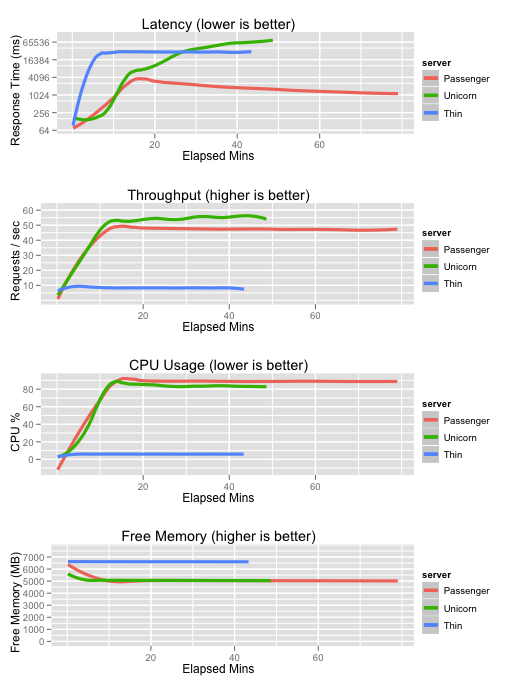 Latency (lower is better)
Response Time (ms)
65536
16384
4096
1024
256
64
20
40
60
Elapsed Mins
server
Passenger
Unicorn
Thin
Throughput (higher is better)
Requests / sec
60
50
40
30
20
10
20
40
60
Elapsed Mins
server
Passenger
Unicorn
Thin
CPU Usage (lower is better)
CPU %
80
60
40
20
0
20
40
60
Elapsed Mins
server
Passenger
Unicorn
Thin
Free Memory (higher is better)
Free Memory (MB)
7000
6000
5000
4000
3000
2000
1000
0
20
40
60
Elapsed Mins
server
Passenger
Unicorn
Thin